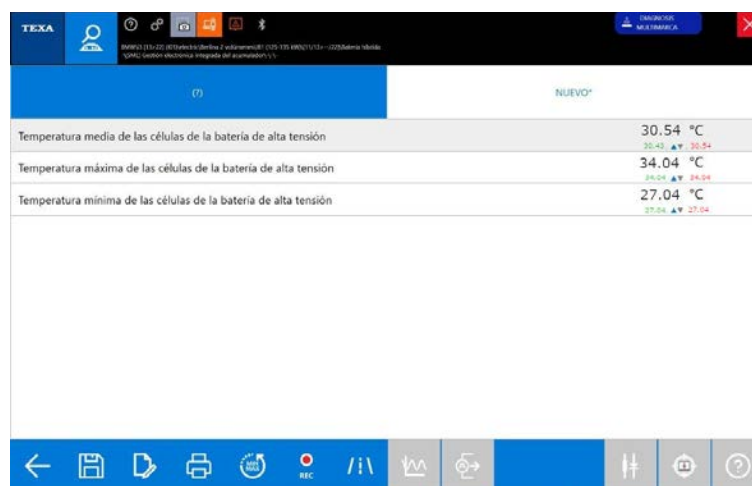 TEXA
DIAGNOSIS
MULTIMARCA
(?)
NUEVO*
Temperatura media de las células de la batería de alta tensión
30.54 °C
30.43 ▲▼ 30.54
Temperatura máxima de las células de la batería de alta tensión
34.04 °C
34.04 ▲▼ 34.04
Temperatura mínima de las células de la batería de alta tensión
27.04 °C
27.04 ▲▼ 27.04
MIN
MAX
REC